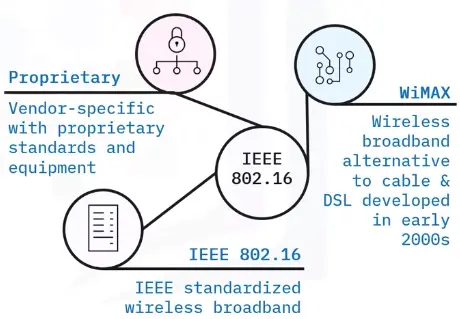 Proprietary
Vendor-specific
with proprietary
standards and
equipment
WiMAX
Wireless
broadband
alternative
to cable &
DSL developed
in early
2000s
IEEE
802.16
IEEE 802.16
IEEE standardized
wireless broadband